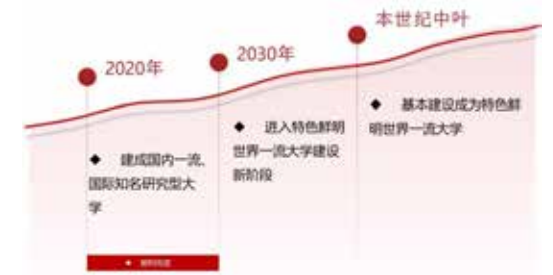 2020年
2030年
本世纪中叶
◆ 建成国内一流、
国际知名研究型大
学
◆ 进入特色鲜明
世界一流大学建设
新阶段
◆ 基本建设成为特色鲜
明世界一流大学